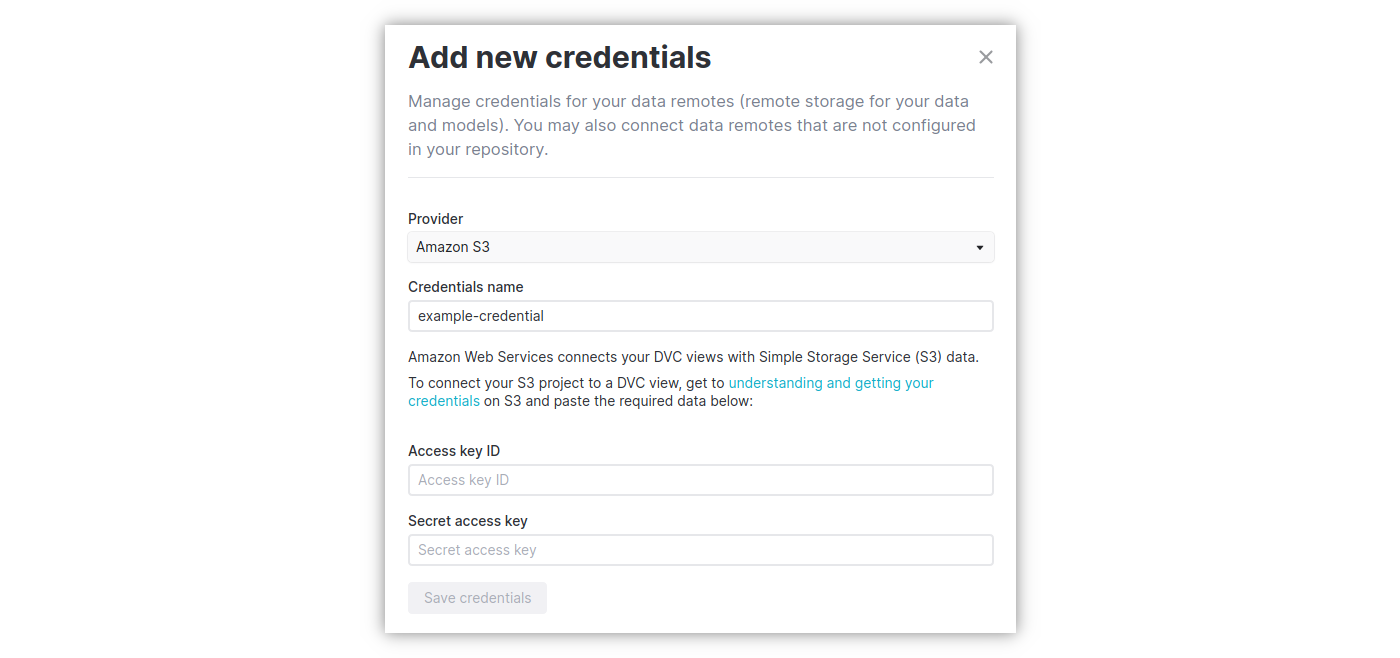 Add new credentials
Manage credentials for your data remotes (remote storage for your data
and models). You may also connect data remotes that are not configured
in your repository.
Provider
Amazon S3
Credentials name
example-credential
Amazon Web Services connects your DVC views with Simple Storage Service (S3) data.
To connect your S3 project to a DVC view, get to understanding and getting your
credentials on S3 and paste the required data below:
Access key ID
Access key ID
Secret access key
Secret access key
Save credentials